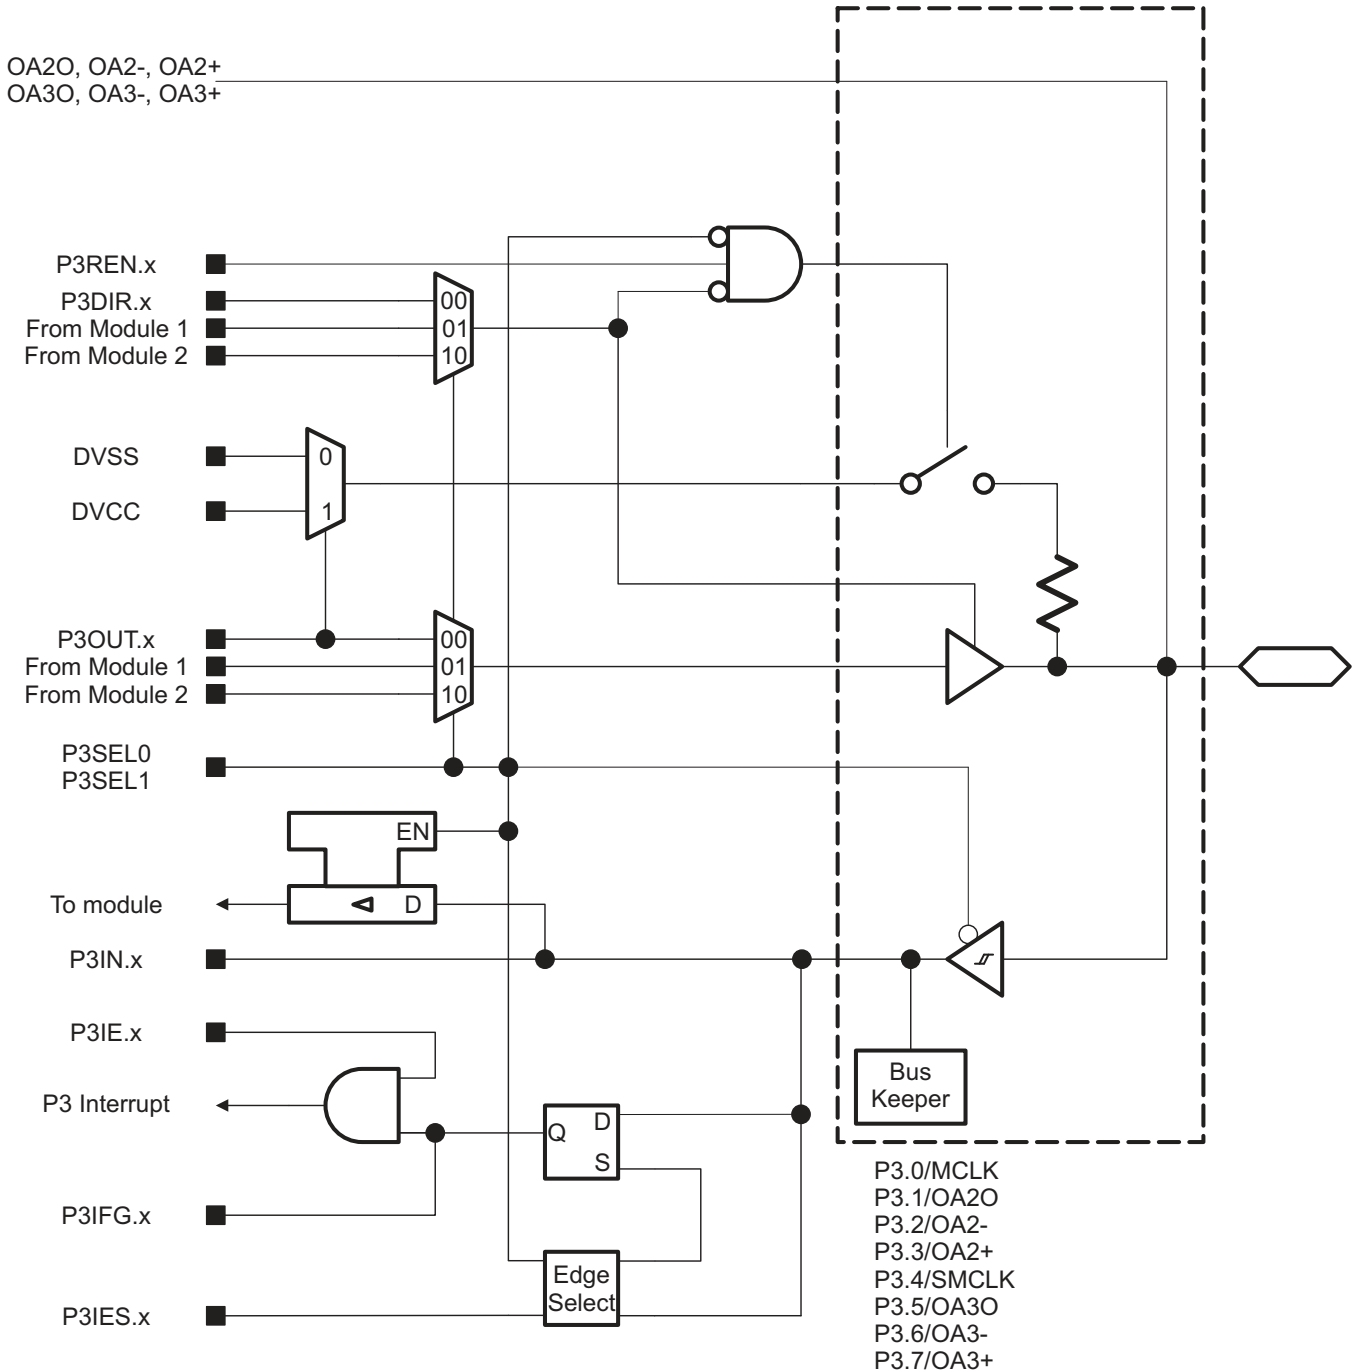 OA2O, OA2-, OA2+
OA3O, OA3-, OA3+
P3REN.x
P3DIR.x
From Module 1
From Module 2
00
01
10
DVSS
DVCC
0
1
P3OUT.x
From Module 1
From Module 2
00
01
10
P3SEL0
P3SEL1
EN
D
To module
P3IN.x
P3IE.x
P3 Interrupt
Bus
Keeper
Q
D
S
P3IFG.x
Edge
Select
P3IES.x
P3.0/MCLK
P3.1/OA2O
P3.2/OA2-
P3.3/OA2+
P3.4/SMCLK
P3.5/OA3O
P3.6/OA3-
P3.7/OA3+